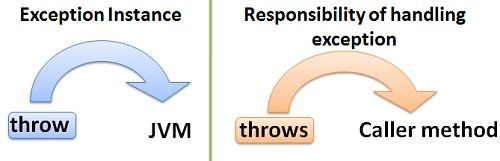 Exception Instance
throw
JVM
Responsibility of handling
exception
throws
Caller method